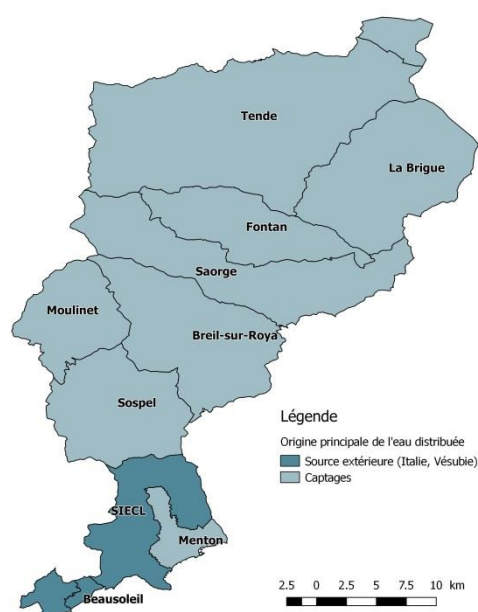 Tende
La Brigue
Fontan
Saorge
Moulinet
Breil-sur-Roya
Sospel
Légende
Origine principale de l'eau distribuée
Source extérieure (Italie, Vésubie)
Captages
SIECL
Menton
Beausoleil
2.5 0 2.5 5 7.5 10 km